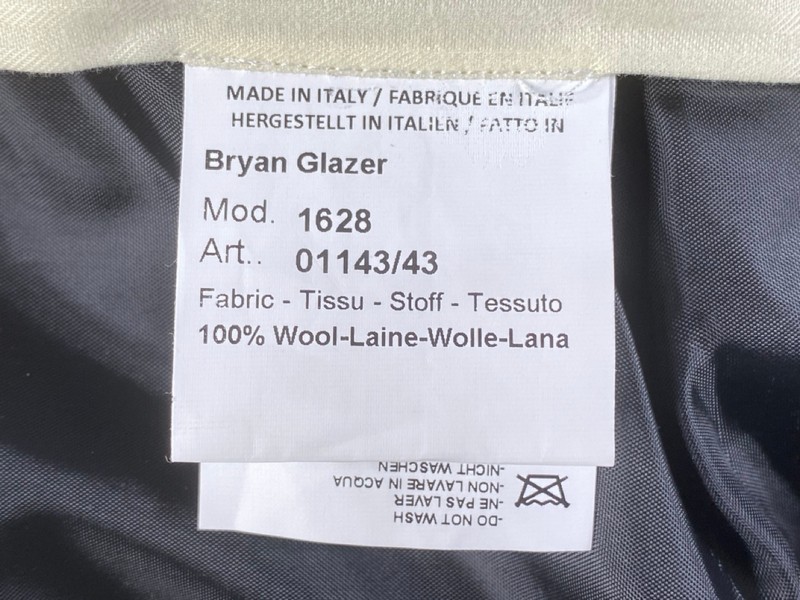 MADE IN ITALY / FABRIQUE EN ITALIE
HERGESTELLT IN ITALIEN / FATTO IN
Bryan Glazer
Mod. 1628
Art.. 01143/43
Fabric - Tissu - Stoff - Tessuto
100% Wool-Laine-Wolle-Lana
-DO NOT WASH
-NE PAS LAVER
-NON LAVARE IN ACQUA
-NICHT WASCHEN